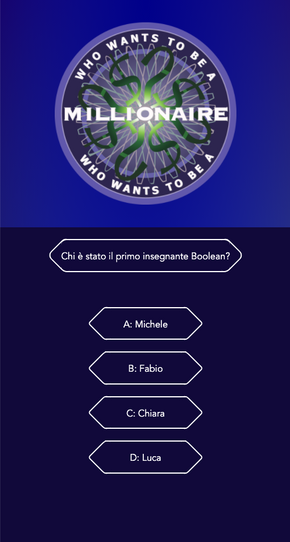 WHO WANTS TO BE A
MILLIONAIRE
WHO WANTS TO BE A
Chi è stato il primo insegnante Boolean?
A: Michele
B: Fabio
C: Chiara
D: Luca